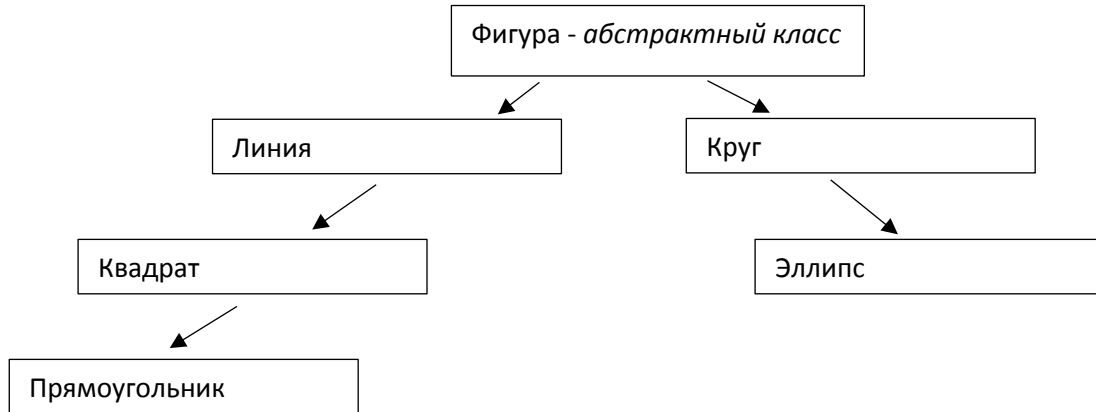 Фигура - абстрактный класс
Линия
Круг
Квадрат
Эллипс
Прямоугольник